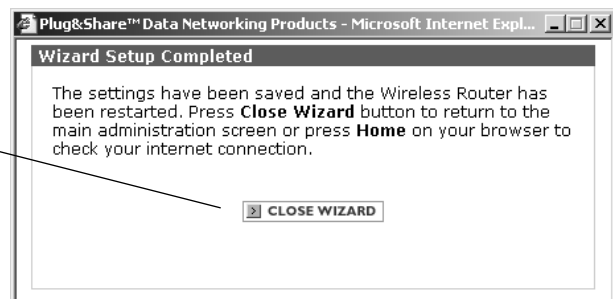 Plug&Share™ Data Networking Products - Microsoft Internet Expl...
Wizard Setup Completed
The settings have been saved and the Wireless Router has
been restarted. Press Close Wizard button to return to the
main administration screen or press Home on your browser to
check your internet connection.
CLOSE WIZARD